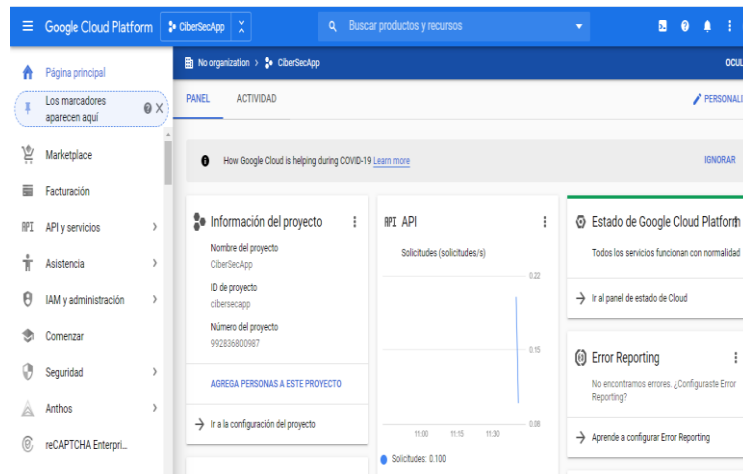 Google Cloud Platform
CiberSecApp
Buscar productos y recursos
No organization > CiberSecApp
OCUL
Página principal
Los marcadores
aparecen aquí
Marketplace
Facturación
API API y servicios
Asistencia
IAM y administración
Comenzar
Seguridad
Anthos
reCAPTCHA Enterpri...
PANEL ACTIVIDAD
PERSONALI
How Google Cloud is helping during COVID-19 Learn more
IGNORAR
Información del proyecto
Nombre del proyecto
CiberSecApp
ID de proyecto
cibersecapp
Número del proyecto
992836800987
AGREGA PERSONAS A ESTE PROYECTO
Ir a la configuración del proyecto
API API
Solicitudes (solicitudes/s)
0.22
0.15
0.08
11:00 11:15 11:30
Solicitudes: 0.100
Estado de Google Cloud Platform
Todos los servicios funcionan con normalidad
Ir al panel de estado de Cloud
Error Reporting
No encontramos errores. ¿Configuraste Error
Reporting?
Aprende a configurar Error Reporting